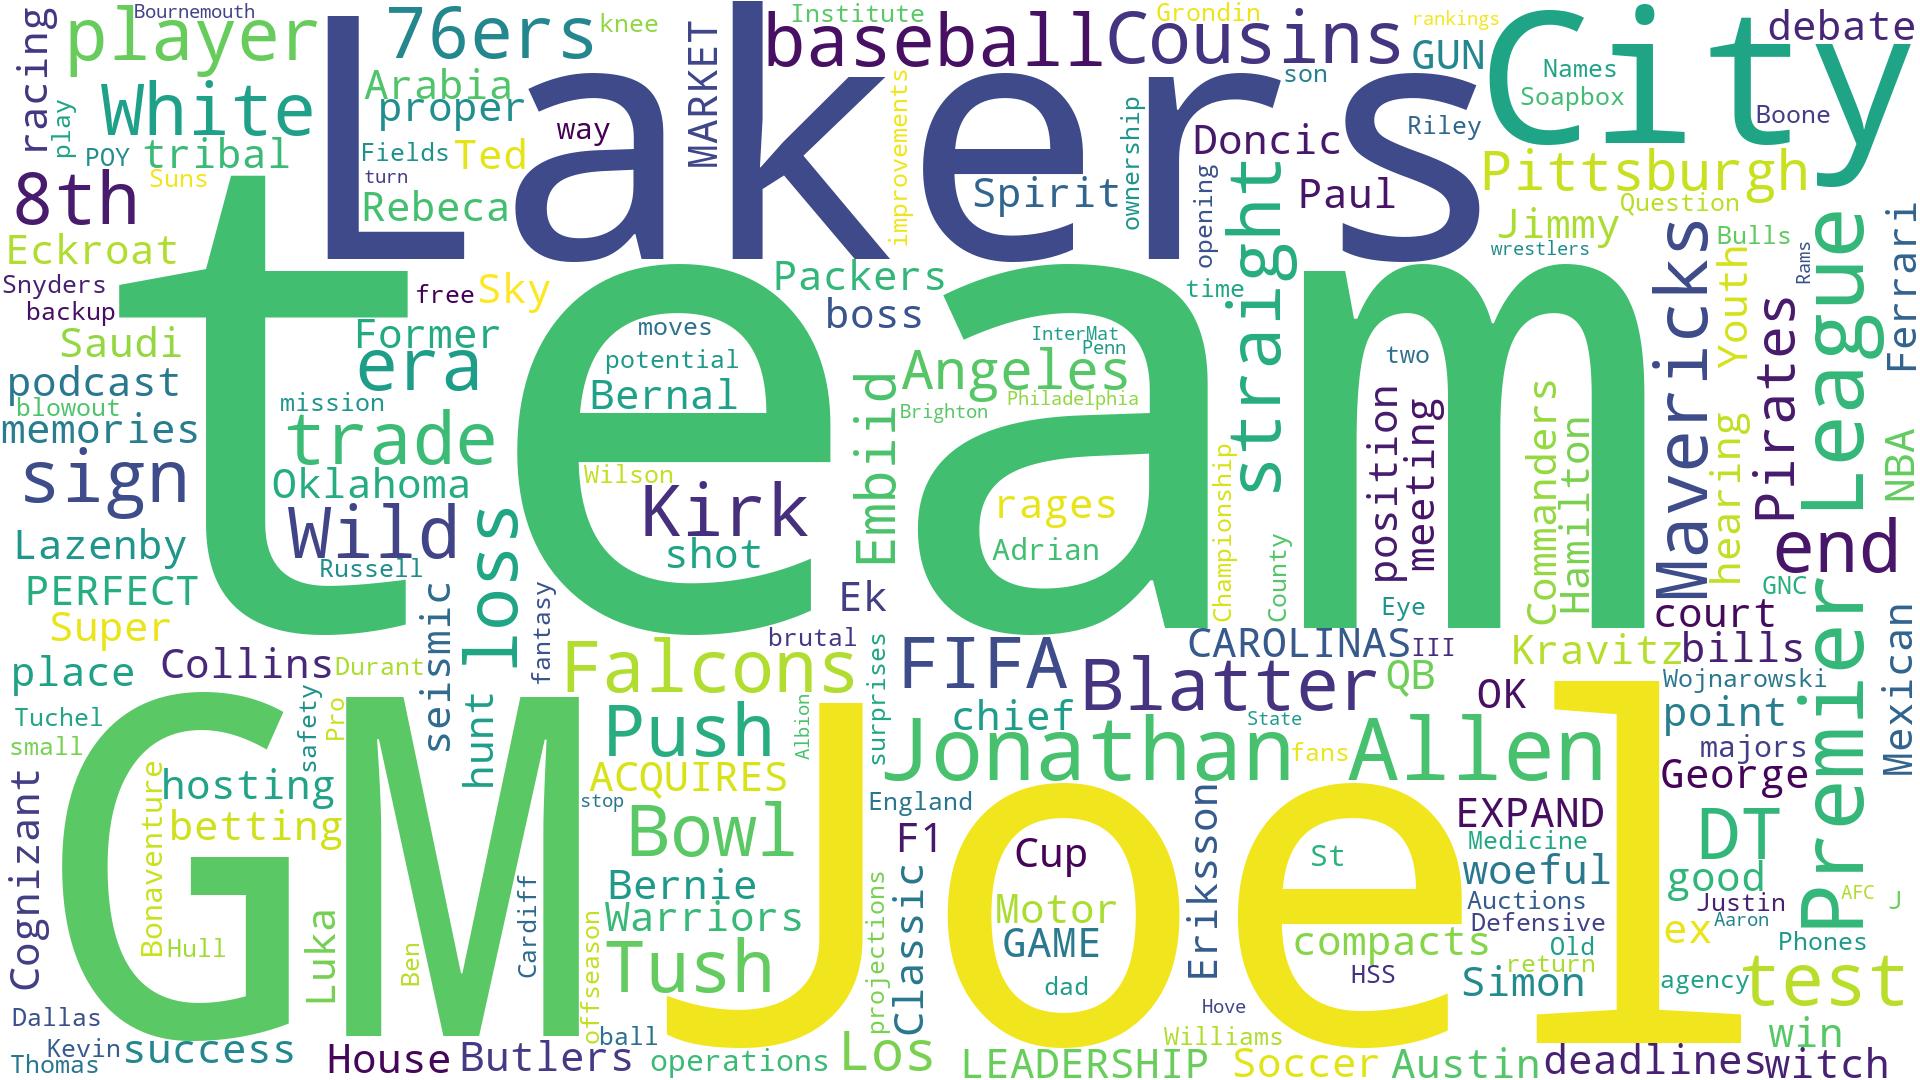 Bournemouth
racing
player
76ers
knee
Institute
Grondin
rankings
debate
Lakers
MARKET
baseball
Cousins
GUN
City
Arabia
proper
way
improvements
son
Names
Soapbox
Boone
White
play
POY
tribal
Suns
Fields
Ted
turn
Rebeca
Spirit
ownership
Doncic
Riley
Paul
opening
straight
Pittsburgh
Question
Jimmy
wrestlers
Bulls
Ferrari
8th
Eckroat
Snyders
backup
free
Sky
Packers
boss
time
Mavericks
Youth
Rams
League
team
Saudi
Former
era
moves
potential
Bernal
InterMat
Penn
Angeles
Philadelphia
Brighton
two
podcast
blowout
memories
mission
trade
Embiid
position
meeting
Commanders
Hamilton
hearing
Pirates
NBA
sign
Oklahoma
Wilson
Kirk
shot
rages
Adrian
Championship
County
Eye
Wild
Russell
loss
Lazenby
PERFECT
Super
seismic
fantasy
Ek
brutal
end
GNC
court
place
Collins
Durant
Falcons
surprises
FIFA
Blatter
CAROLINAS
III
QB
Kravitz
bills
OK
Wojnarowski
point
Premier
Mexican
Tuchel
small
safety
Pro
hunt
Push
Albion
chief
State
Jonathan
fans
Allen
majors
George
GM
Joel
Cognizant
hosting
Bonaventure
betting
Hull
ACQUIRES
stop
England
Eriksson
EXPAND
Medicine
DT
Luka
Ben
Cardiff
Bowl
Bernie
Warriors
Tush
F1
Cup
St
woeful
good
AFC
J
Auctions
Justin
Defensive
Aaron
Motor
GAME
compacts
Old
ex
Phones
offseason
projections
Classic
dad
HSS
return
Simon
agency
test
Dallas
Kevin
success
Thomas
House
Butlers
ball
operations
Los
Hove
LEADERSHIP
Williams
Soccer
Austin
deadlines
win
witch